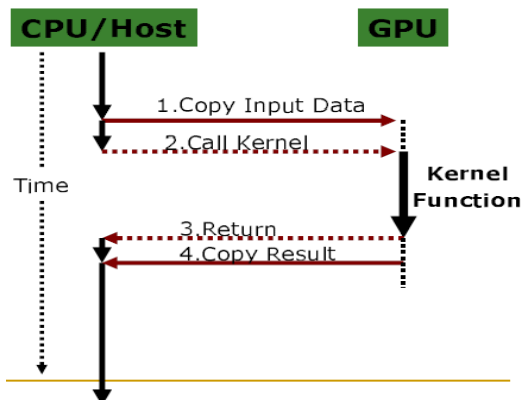 CPU/Host
GPU
1.Copy Input Data
2.Call Kernel
Time
Kernel
Function
3.Return
4.Copy Result